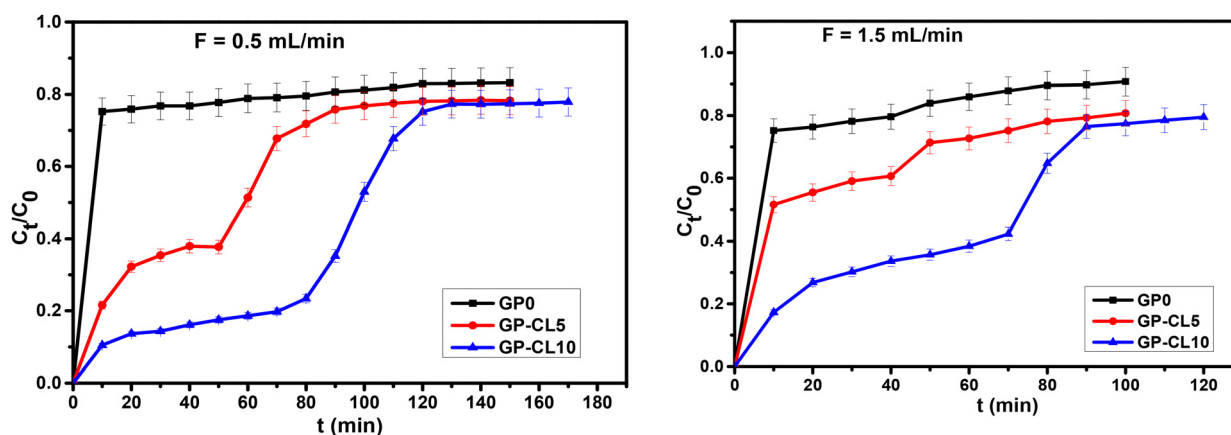 F = 0.5 mL/min
1.0
0.8
0.6
0.4
0.2
0.0
Ct/C0
GP0
GP-CL5
GP-CL10
0 20 40 60 80 100 120 140 160 180
t (min)
F = 1.5 mL/min
1.0
0.8
0.6
0.4
0.2
0.0
Ct/C0
GP0
GP-CL5
GP-CL10
0 20 40 60 80 100 120
t (min)